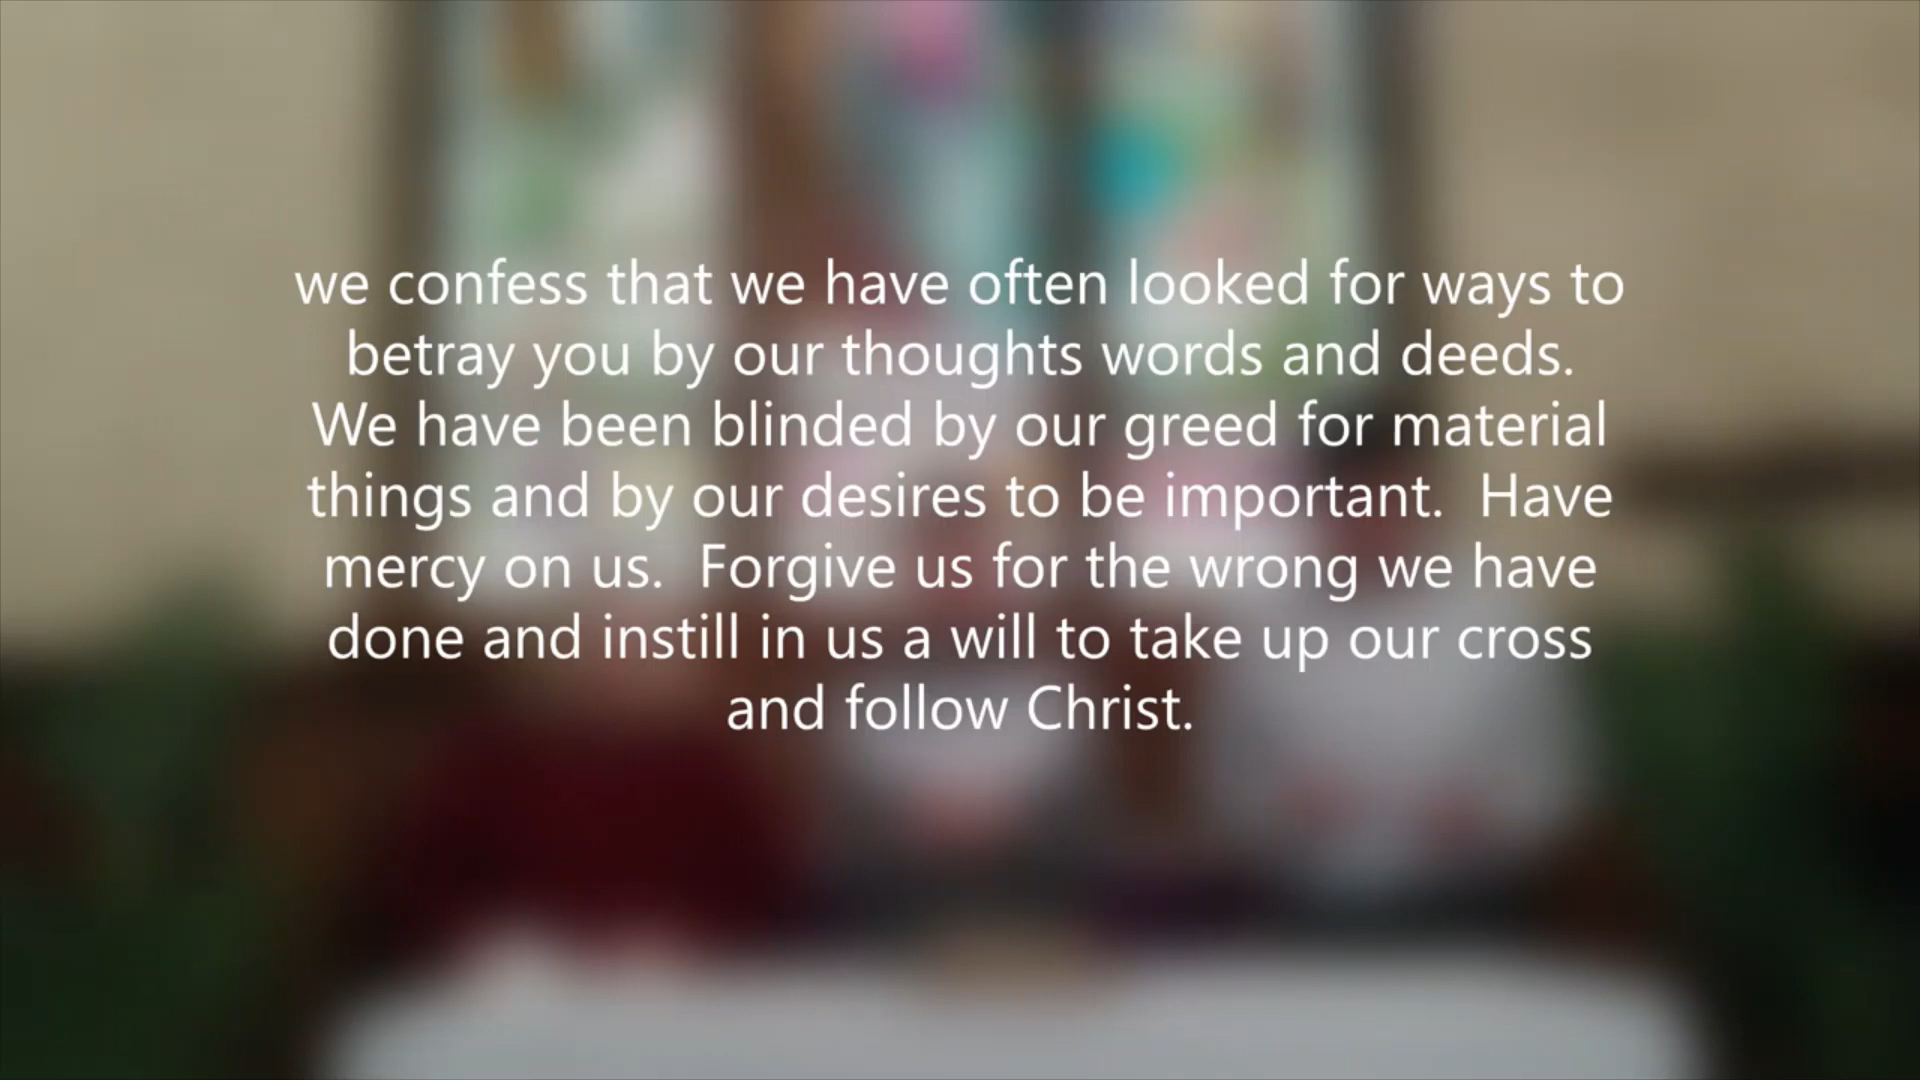 we confess that we have often looked for ways to
betray you by our thoughts words and deeds.
We have been blinded by our greed for material
things and by our desires to be important.  Have
mercy on us.  Forgive us for the wrong we have
done and instill in us a will to take up our cross
and follow Christ.